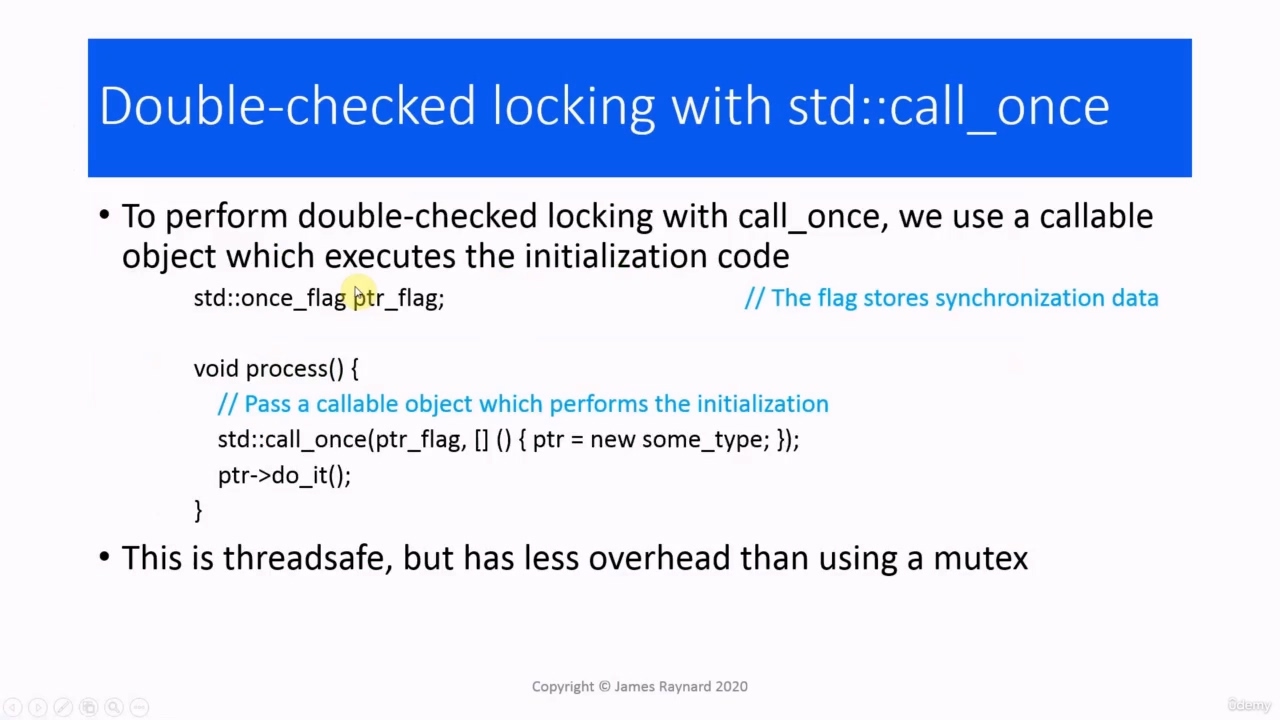 Double-checked locking with std::call_once
• To perform double-checked locking with call_once, we use a callable
object which executes the initialization code
std::once_flag ptr_flag; // The flag stores synchronization data
void process() {
// Pass a callable object which performs the initialization
std::call_once(ptr_flag, [] () { ptr = new some_type; });
ptr->do_it();
}
• This is threadsafe, but has less overhead than using a mutex
Copyright © James Raynard 2020
ûdemy